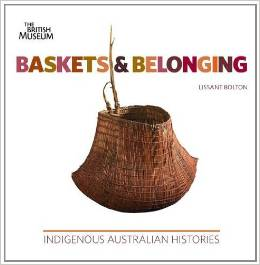 THE
BRITISH
MUSEUM
BASKETS & BELONGING
LISSANT BOLTON
INDIGENOUS AUSTRALIAN HISTORIES